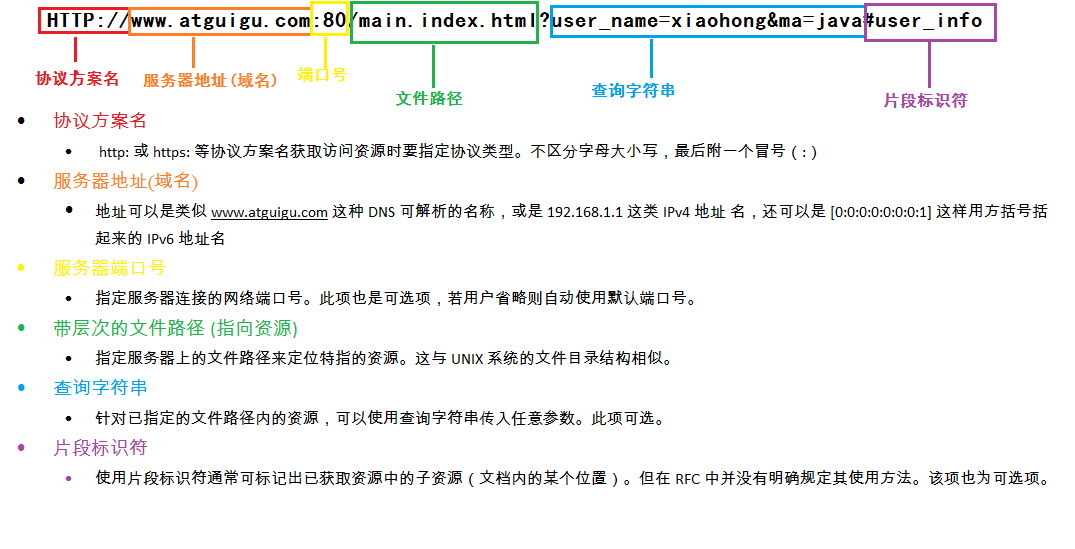 HTTP://www.atguigu.com:80/main.index.html?user_name=xiaohong&ma=java#user_info
协议方案名 服务器地址(域名) 端口号 文件路径 查询字符串 片段标识符
• 协议方案名
• http: 或 https: 等协议方案名获取访问资源时要指定协议类型。不区分字母大小写，最后附一个冒号（:）
• 服务器地址(域名)
• 地址可以是类似 www.atguigu.com 这种 DNS 可解析的名称，或是 192.168.1.1 这类 IPv4 地址 名，还可以是 [0:0:0:0:0:0:0:1] 这样用方括号括
起来的 IPv6 地址名
• 服务器端口号
• 指定服务器连接的网络端口号。此项也是可选项，若用户省略则自动使用默认端口号。
• 带层次的文件路径 (指向资源)
• 指定服务器上的文件路径来定位特指的资源。这与 UNIX 系统的文件目录结构相似。
• 查询字符串
• 针对已指定的文件路径内的资源，可以使用查询字符串传入任意参数。此项可选。
• 片段标识符
• 使用片段标识符通常可标记出已获取资源中的子资源（文档内的某个位置）。但在 RFC 中并没有明确规定其使用方法。该项也为可选项。